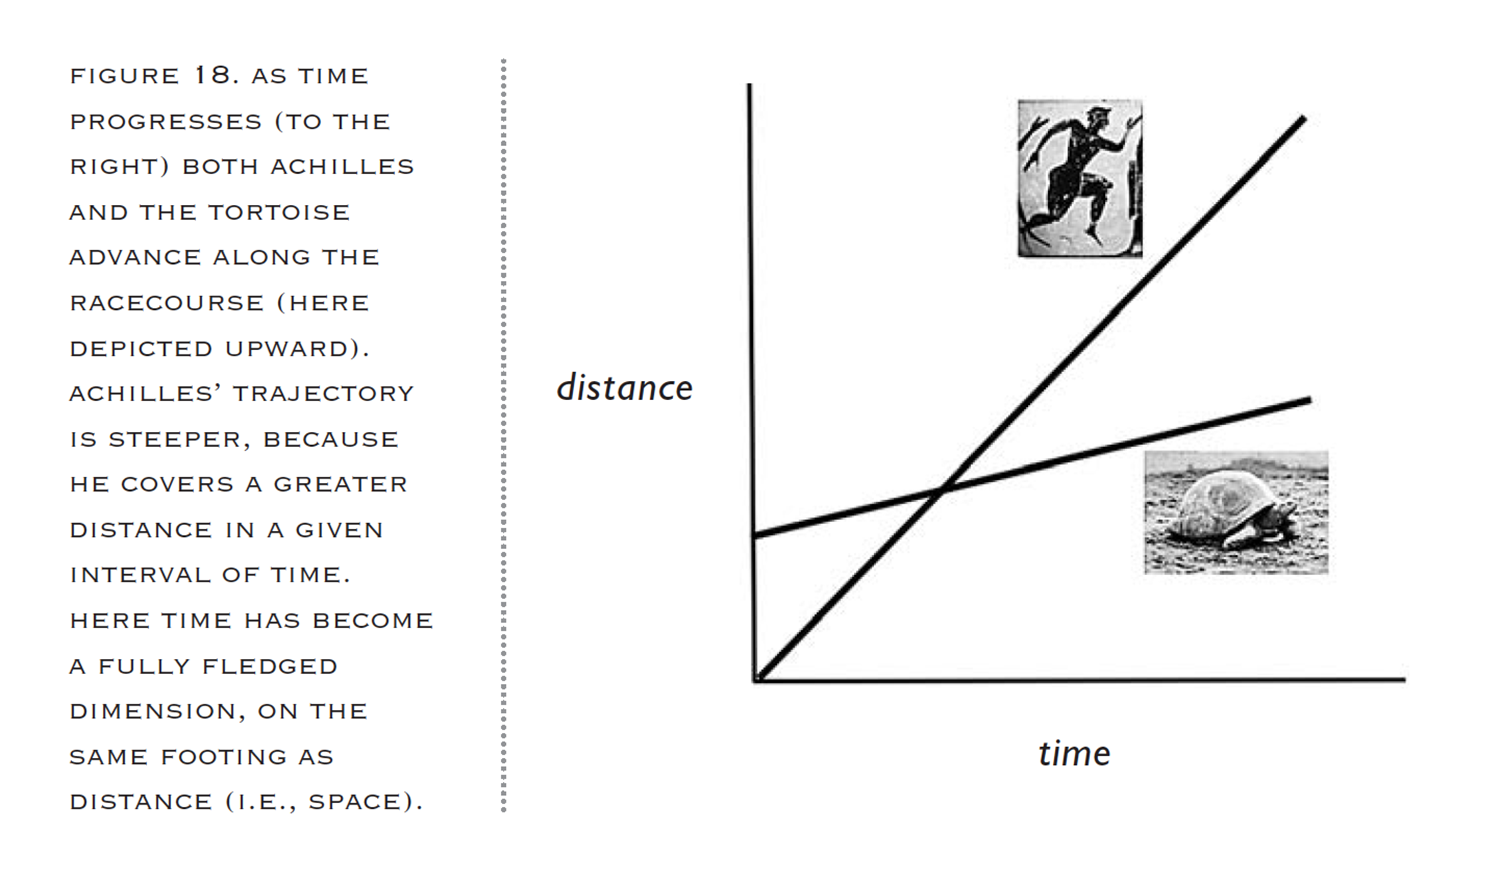 FIGURE 18. AS TIME
PROGRESSES (TO THE
RIGHT) BOTH ACHILLES
AND THE TORTOISE
ADVANCE ALONG THE
RACECOURSE (HERE
DEPICTED UPWARD).
ACHILLES’ TRAJECTORY
IS STEEPER, BECAUSE
HE COVERS A GREATER
DISTANCE IN A GIVEN
INTERVAL OF TIME.
HERE TIME HAS BECOME
A FULLY FLEDGED
DIMENSION, ON THE
SAME FOOTING AS
DISTANCE (I.E., SPACE).
distance
time